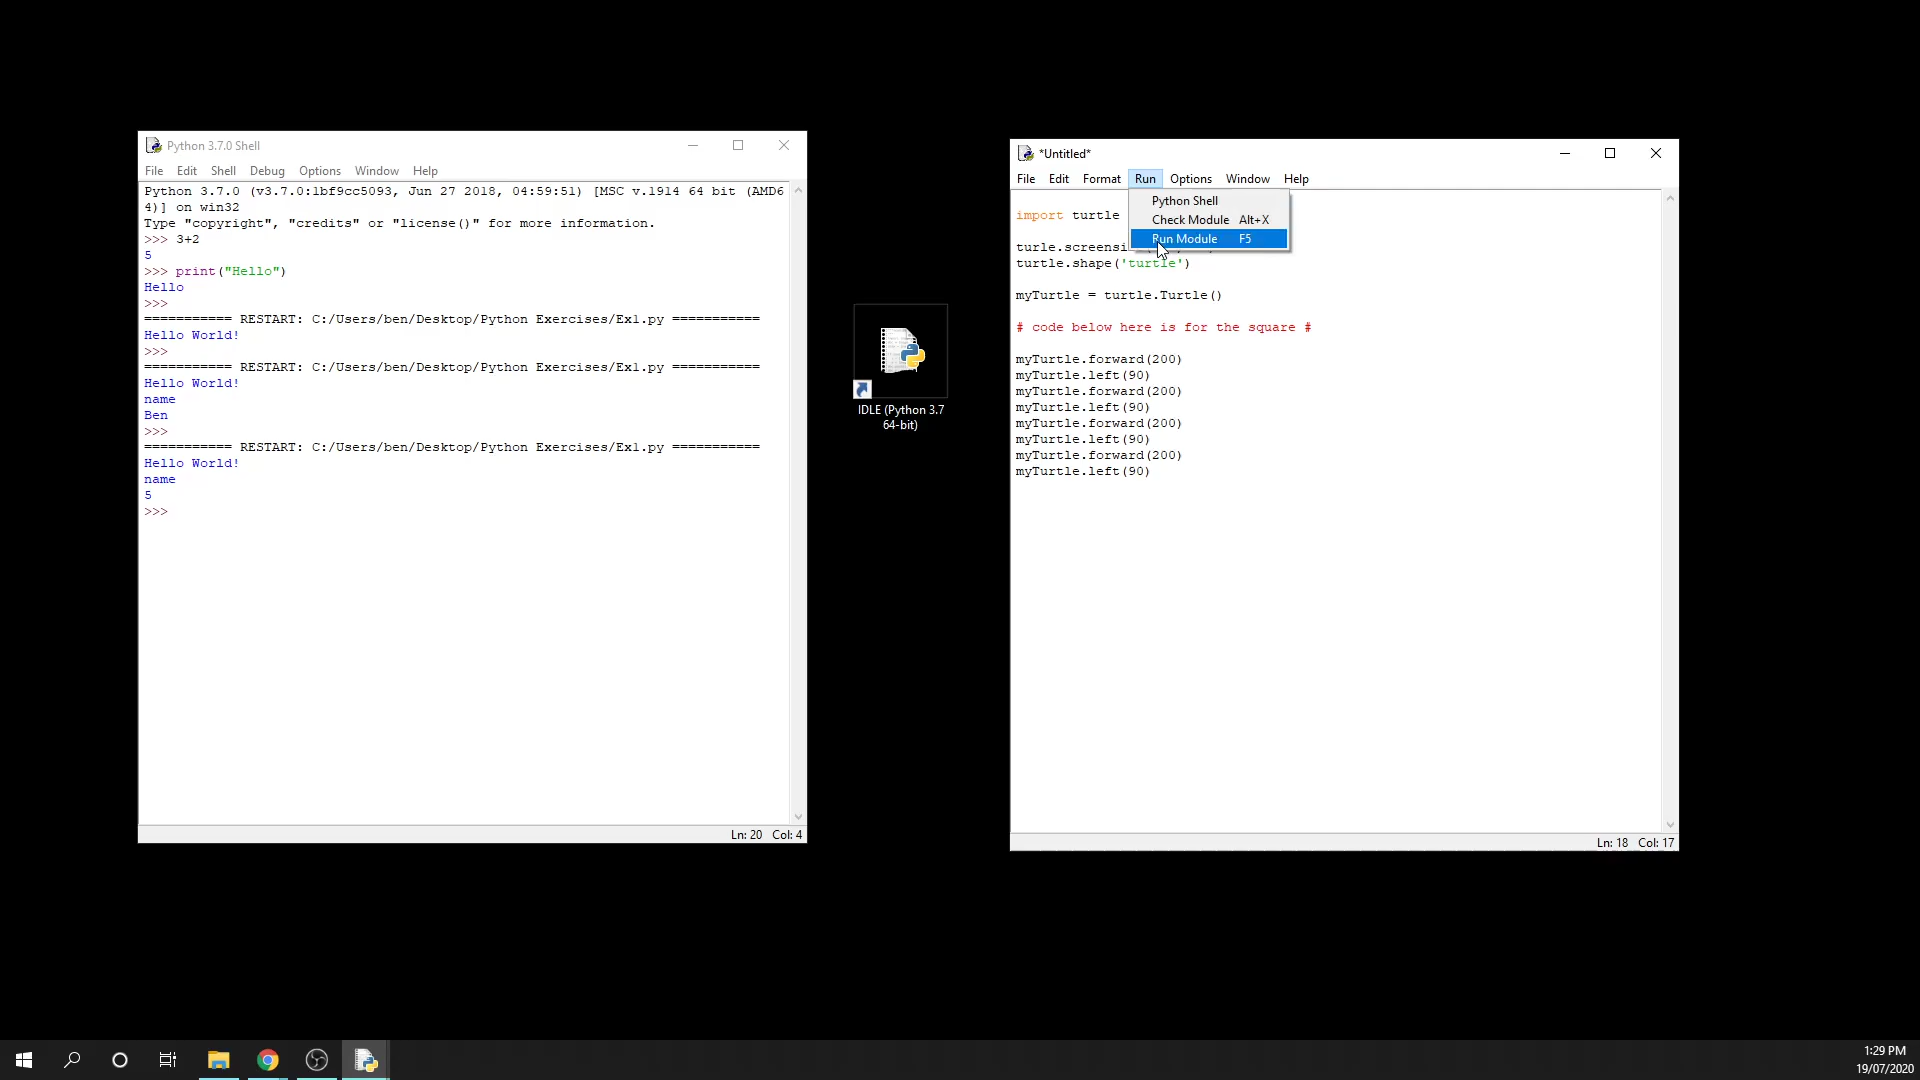 Python 3.7.0 Shell
File Edit Shell Debug Options Window Help
Python 3.7.0 (v3.7.0:1bf9cc5093, Jun 27 2018, 04:59:51) [MSC v.1914 64 bit (AMD6
4)] on win32
Type "copyright", "credits" or "license()" for more information.
>>> 3+2
5
>>> print("Hello")
Hello
>>>
=========== RESTART: C:/Users/ben/Desktop/Python Exercises/Ex1.py ===========
Hello World!
>>>
=========== RESTART: C:/Users/ben/Desktop/Python Exercises/Ex1.py ===========
Hello World!
name
Ben
>>>
=========== RESTART: C:/Users/ben/Desktop/Python Exercises/Ex1.py ===========
Hello World!
name
5
>>>
Ln: 20 Col: 4
IDLE (Python 3.7
64-bit)
*Untitled*
File Edit Format Run Options Window Help
Python Shell
Check Module Alt+X
Run Module F5
import turtle
turle.screensi
turtle.shape('turtle')
myTurtle = turtle.Turtle()
# code below here is for the square #
myTurtle.forward(200)
myTurtle.left(90)
myTurtle.forward(200)
myTurtle.left(90)
myTurtle.forward(200)
myTurtle.left(90)
myTurtle.forward(200)
myTurtle.left(90)
Ln: 18 Col: 17
1:29 PM
19/07/2020